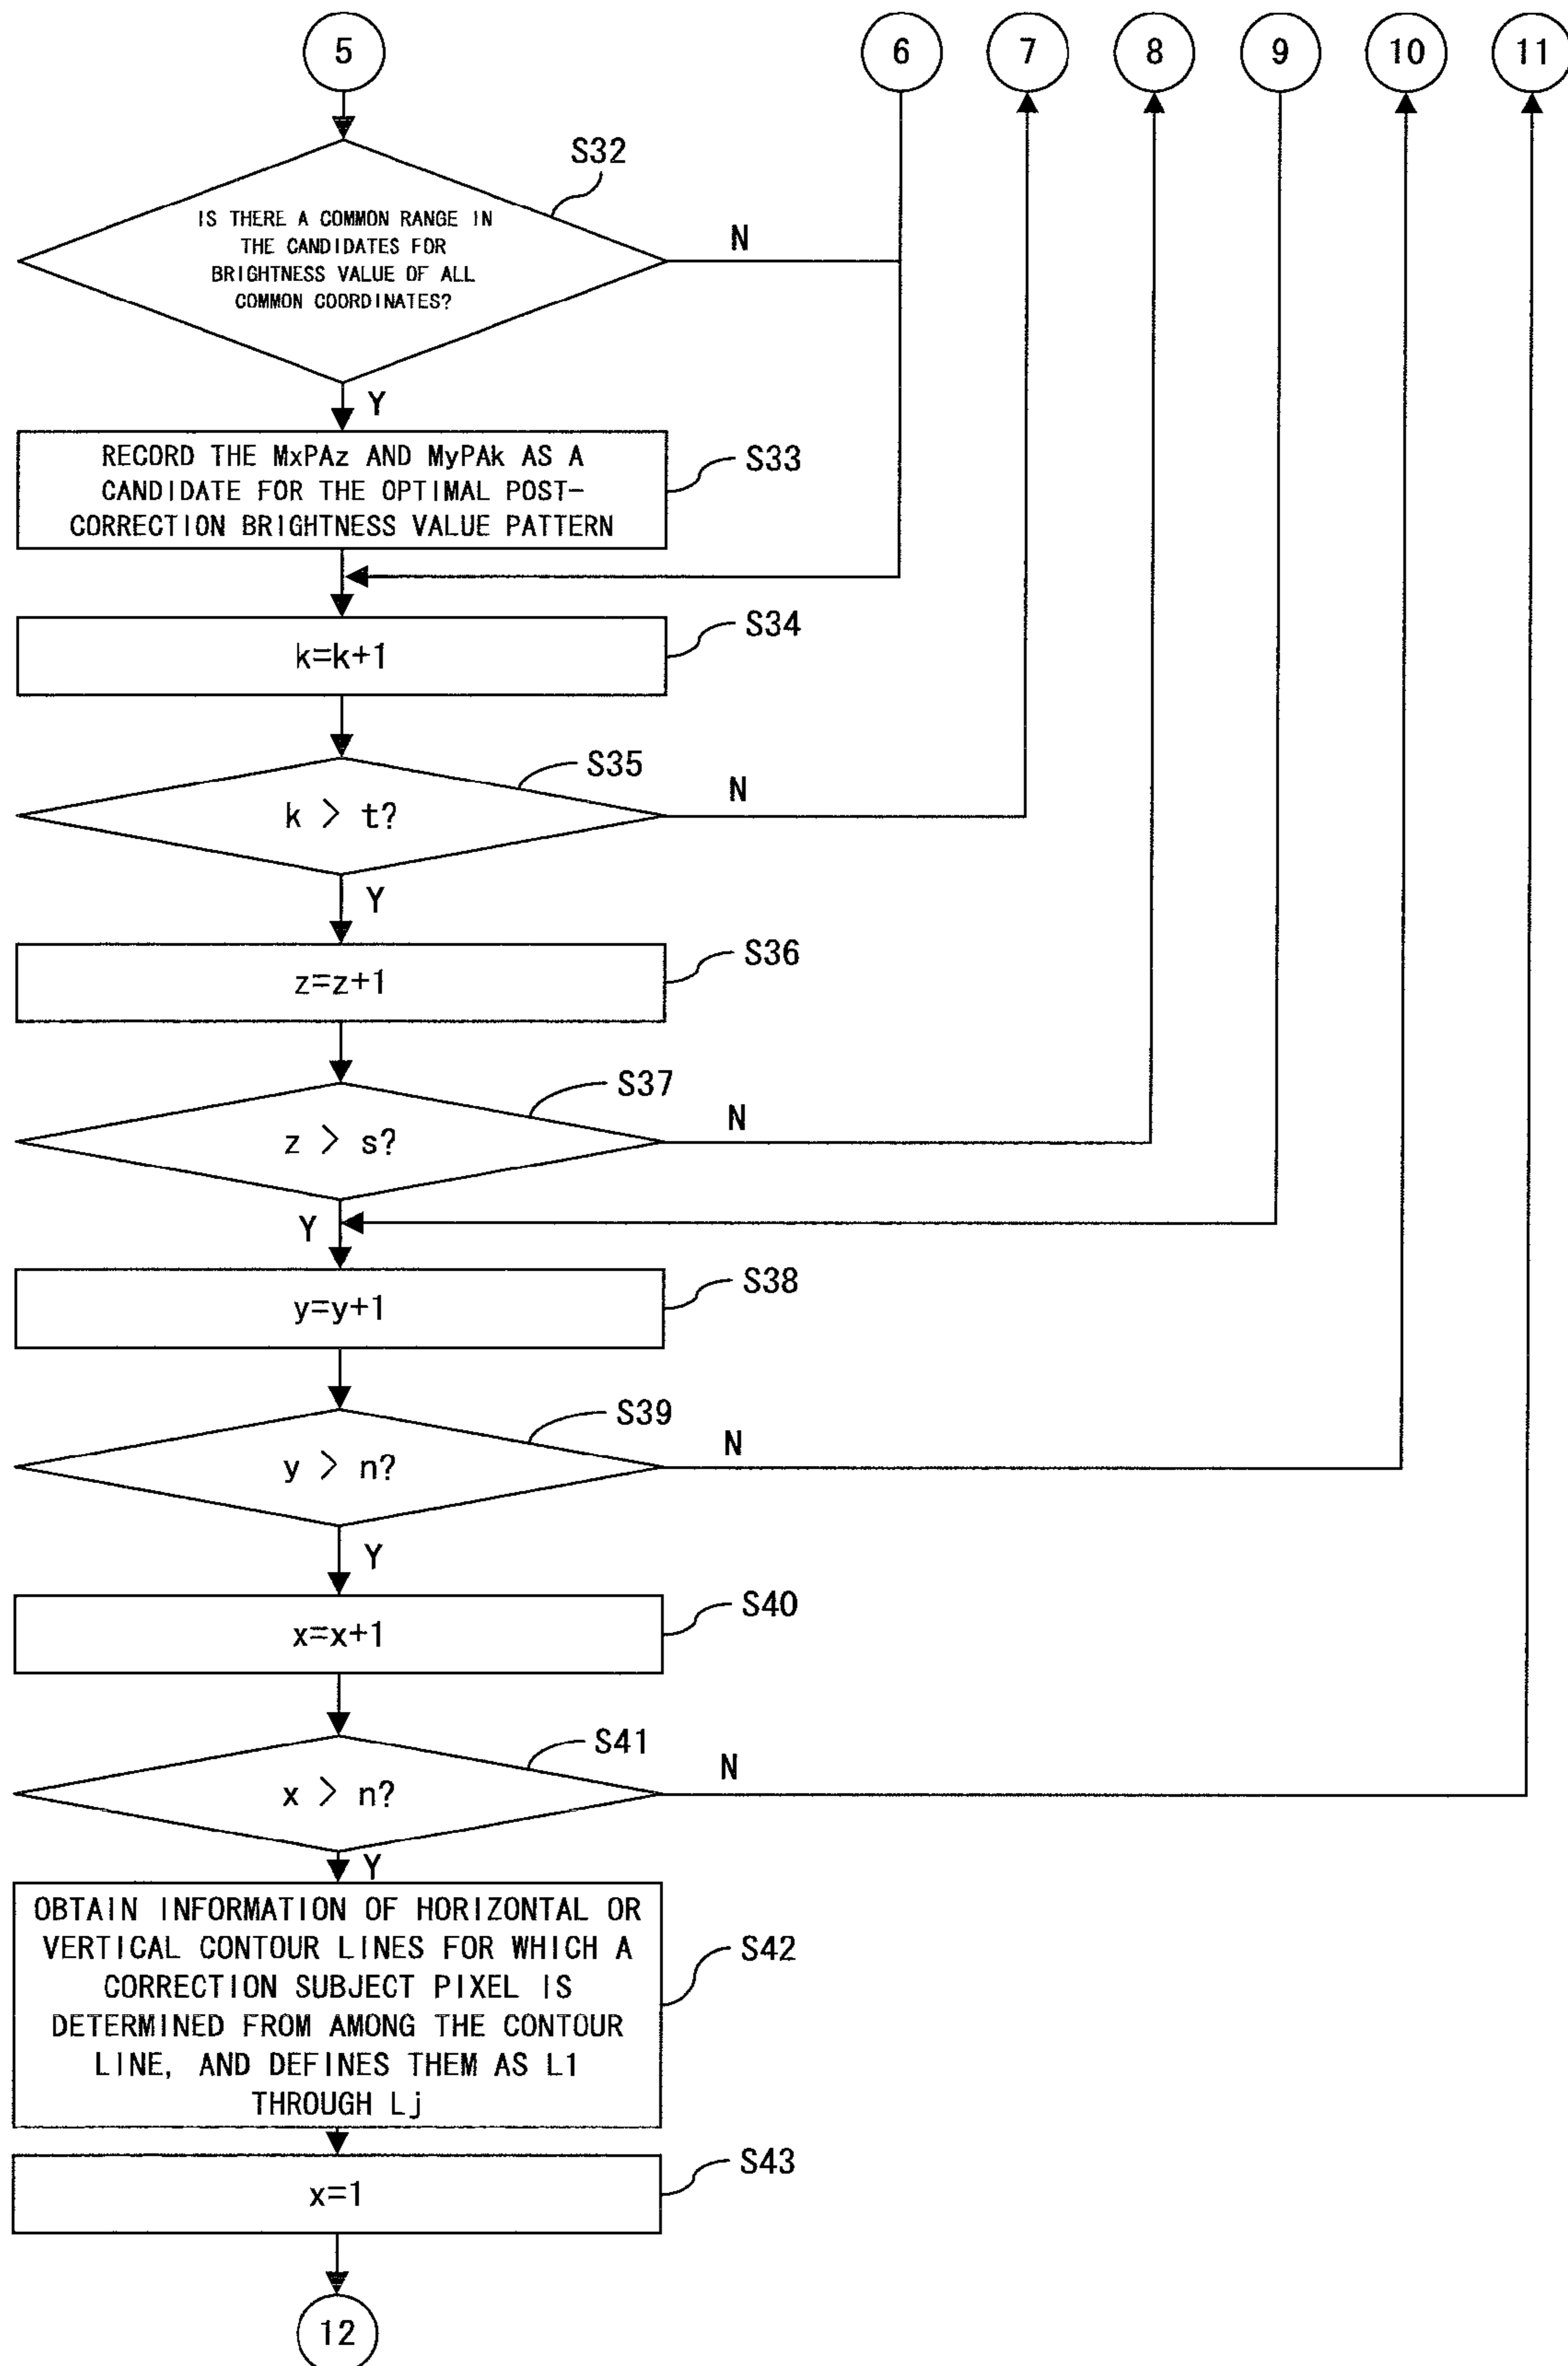 5
6
7
8
9
10
11
S32
IS THERE A COMMON RANGE IN
THE CANDIDATES FOR
BRIGHTNESS VALUE OF ALL
COMMON COORDINATES?
N
Y
RECORD THE MxPAz AND MyPAk AS A
CANDIDATE FOR THE OPTIMAL POST-
CORRECTION BRIGHTNESS VALUE PATTERN
S33
k=k+1
S34
S35
k > t?
N
Y
z=z+1
S36
S37
z > s?
N
Y
y=y+1
S38
S39
y > n?
N
Y
x=x+1
S40
S41
x > n?
N
Y
OBTAIN INFORMATION OF HORIZONTAL OR
VERTICAL CONTOUR LINES FOR WHICH A
CORRECTION SUBJECT PIXEL IS
DETERMINED FROM AMONG THE CONTOUR
LINE, AND DEFINES THEM AS L1
THROUGH Lj
S42
x=1
S43
12